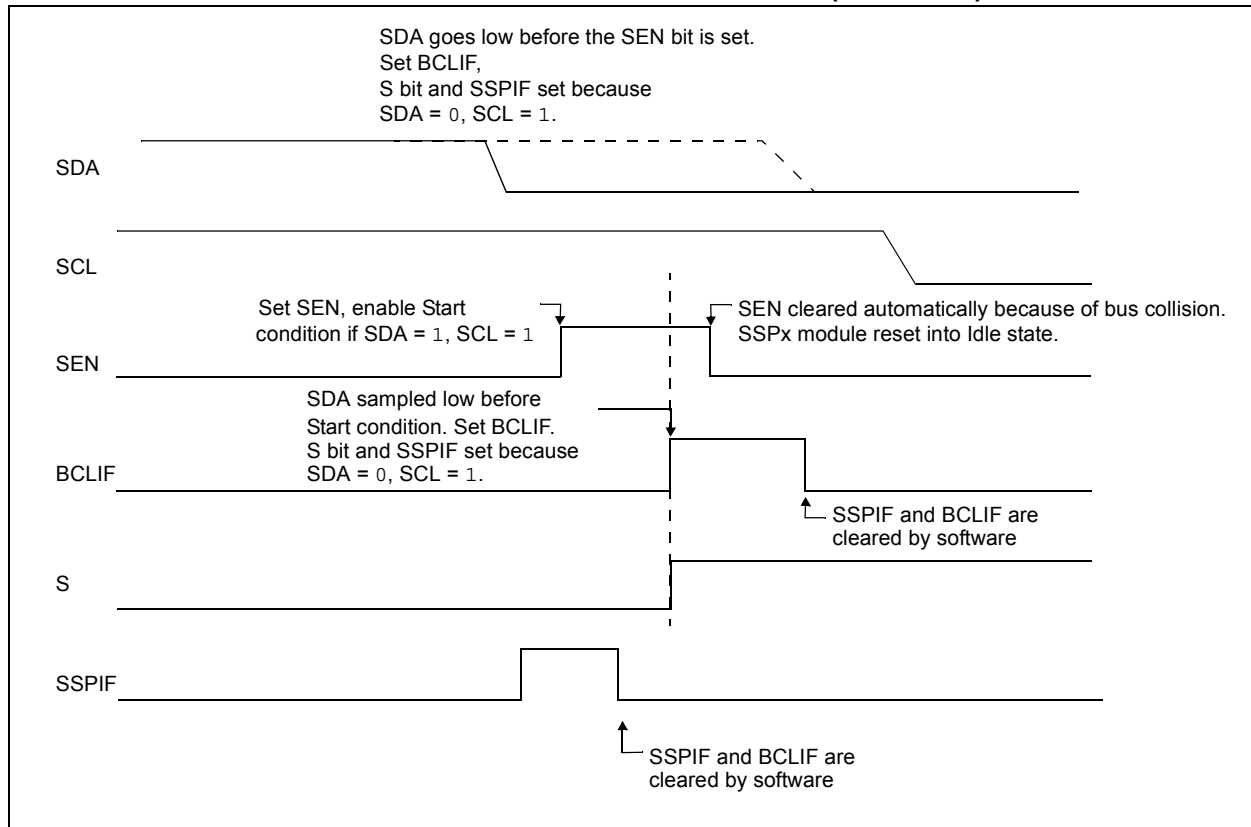 SDA goes low before the SEN bit is set.
Set BCLIF,
S bit and SSPIF set because
SDA = 0, SCL = 1.
SDA
SCL
Set SEN, enable Start
condition if SDA = 1, SCL = 1
SEN cleared automatically because of bus collision.
SSPx module reset into Idle state.
SEN
SDA sampled low before
Start condition. Set BCLIF.
S bit and SSPIF set because
SDA = 0, SCL = 1.
BCLIF
SSPIF and BCLIF are
cleared by software
S
SSPIF
SSPIF and BCLIF are
cleared by software